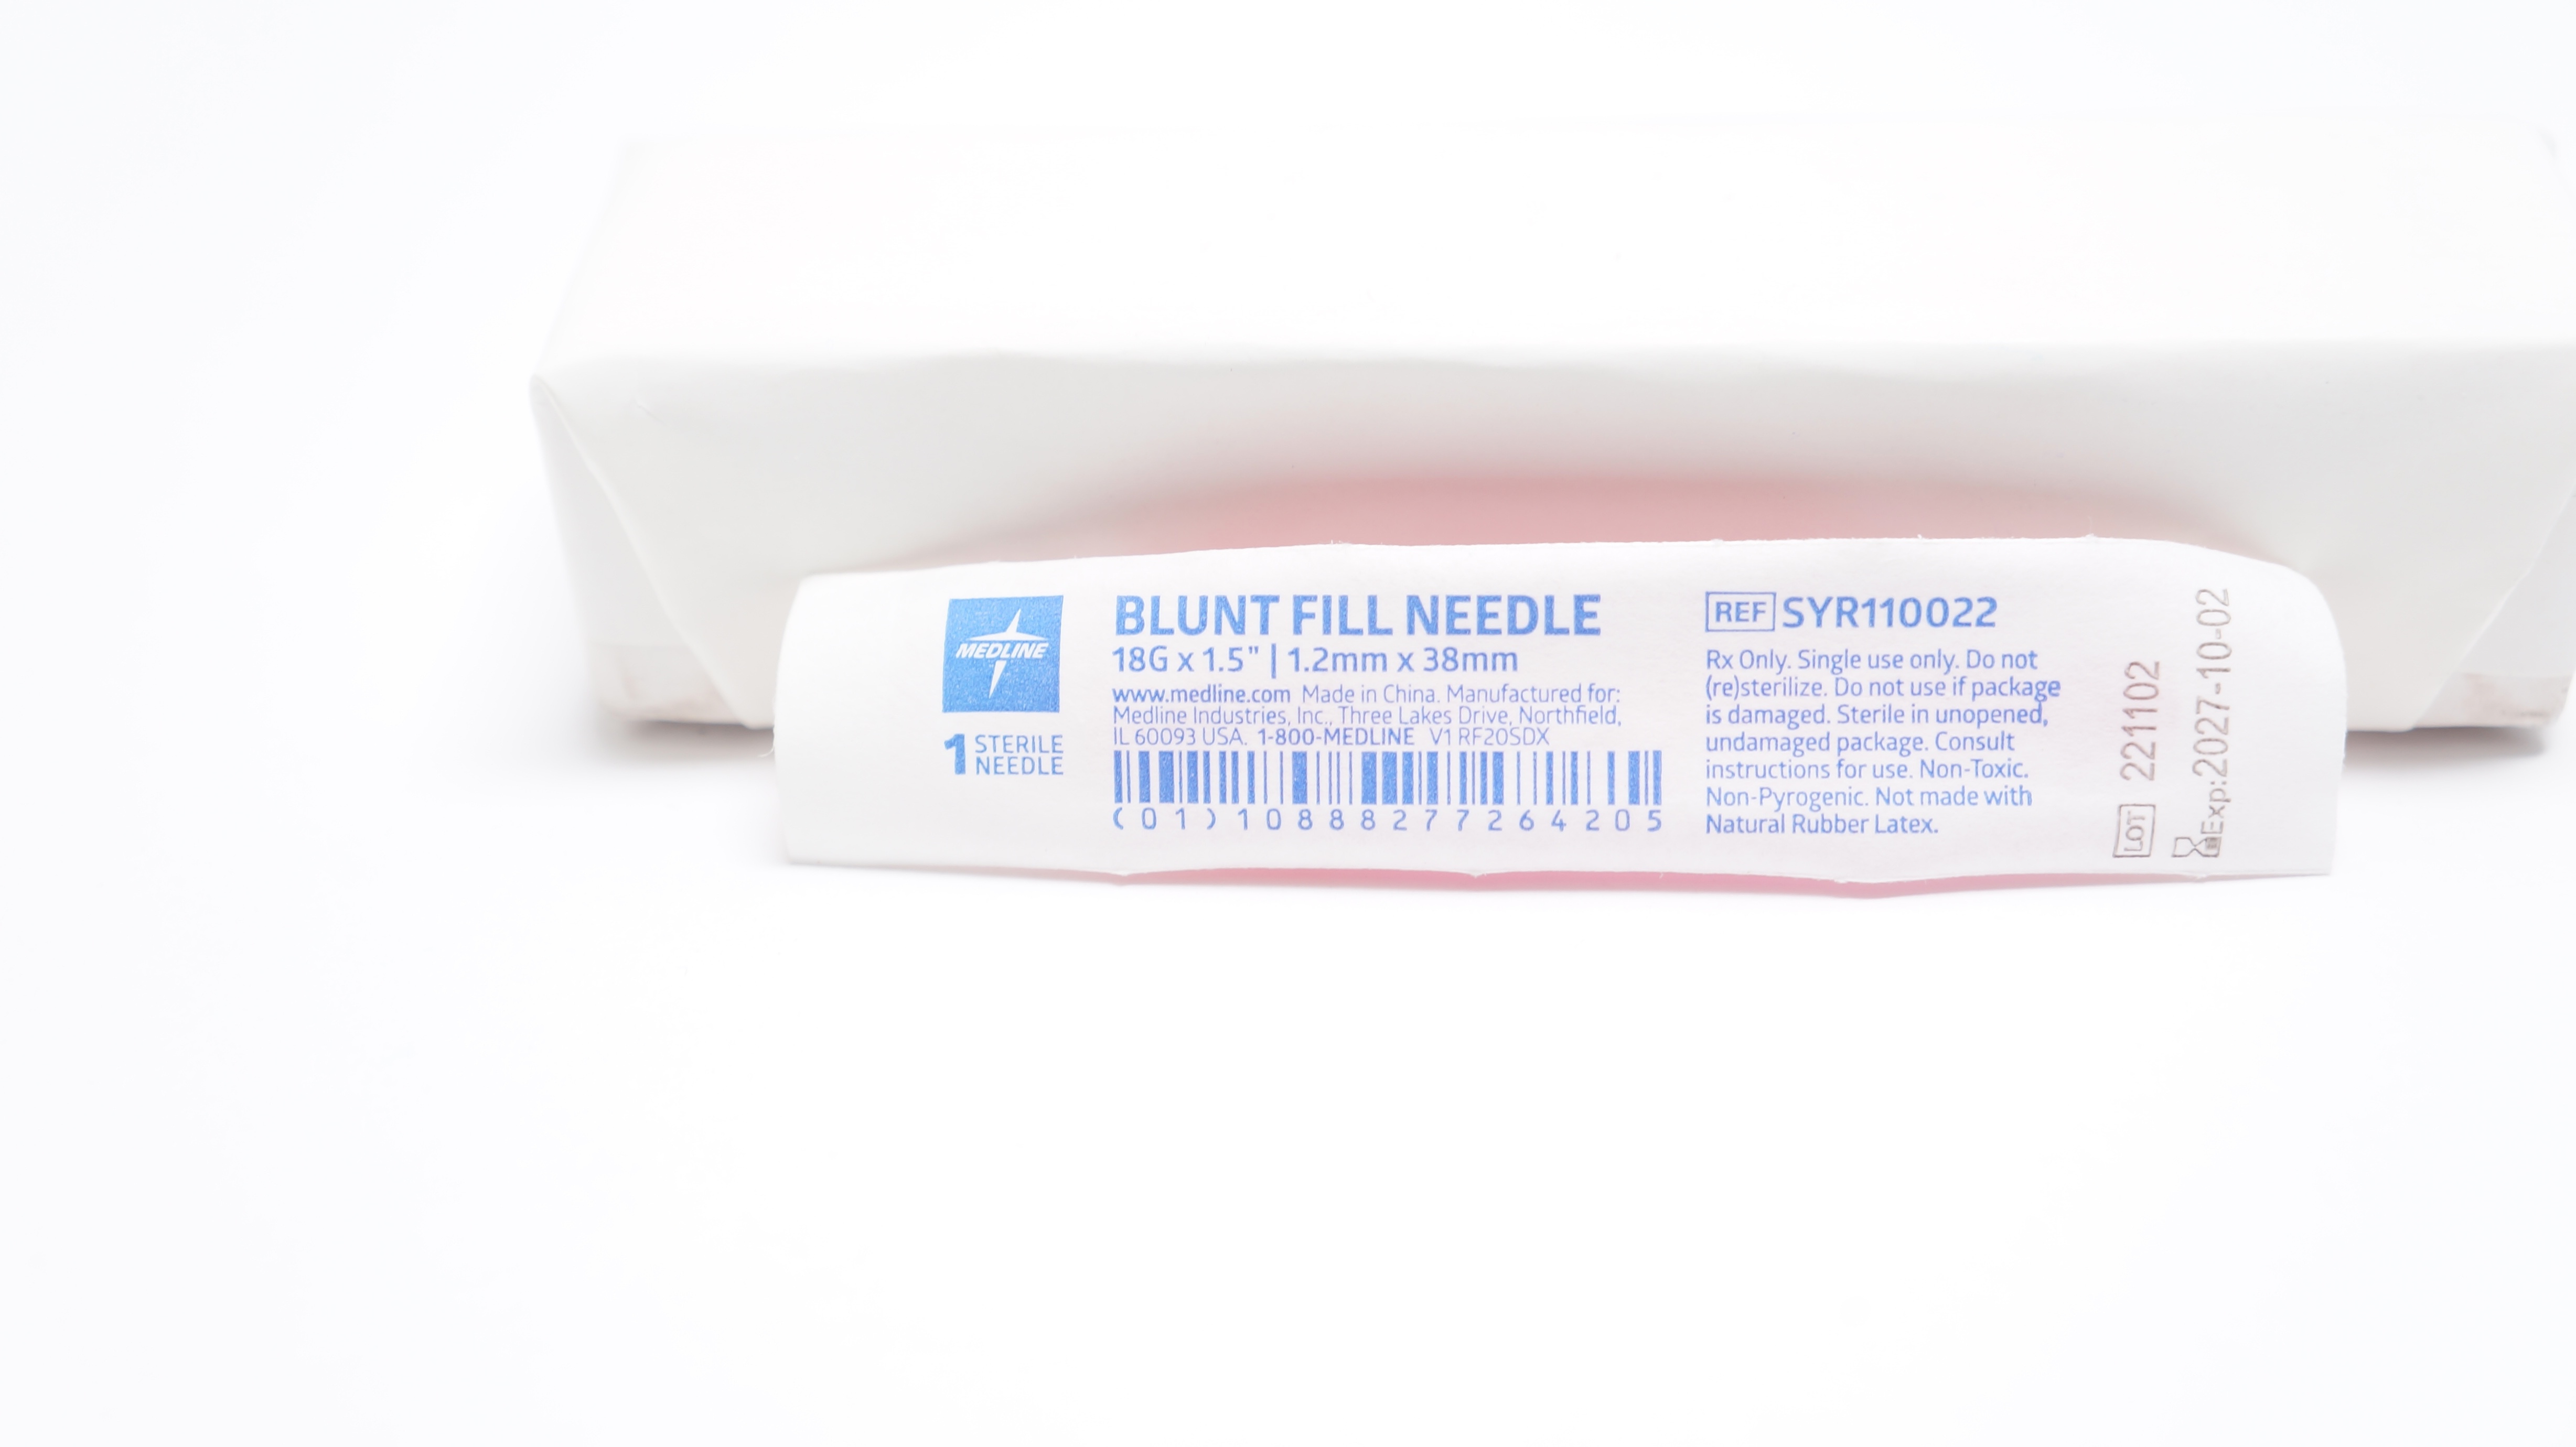 MEDLINE
1 STERILE
NEEDLE
BLUNT FILL NEEDLE
18G x 1.5" | 1.2mm x 38mm
www.medline.com Made in China. Manufactured for:
Medline Industries, Inc., Three Lakes Drive, Northfield,
IL 60093 USA. 1-800-MEDLINE V1 RF20SDX
(01)10888277264205
REF SYR110022
Rx Only. Single use only. Do not
(re)sterilize. Do not use if package
is damaged. Sterile in unopened,
undamaged package. Consult
instructions for use. Non-Toxic.
Non-Pyrogenic. Not made with
Natural Rubber Latex.
LOT 221102
Exp:2027-10-02